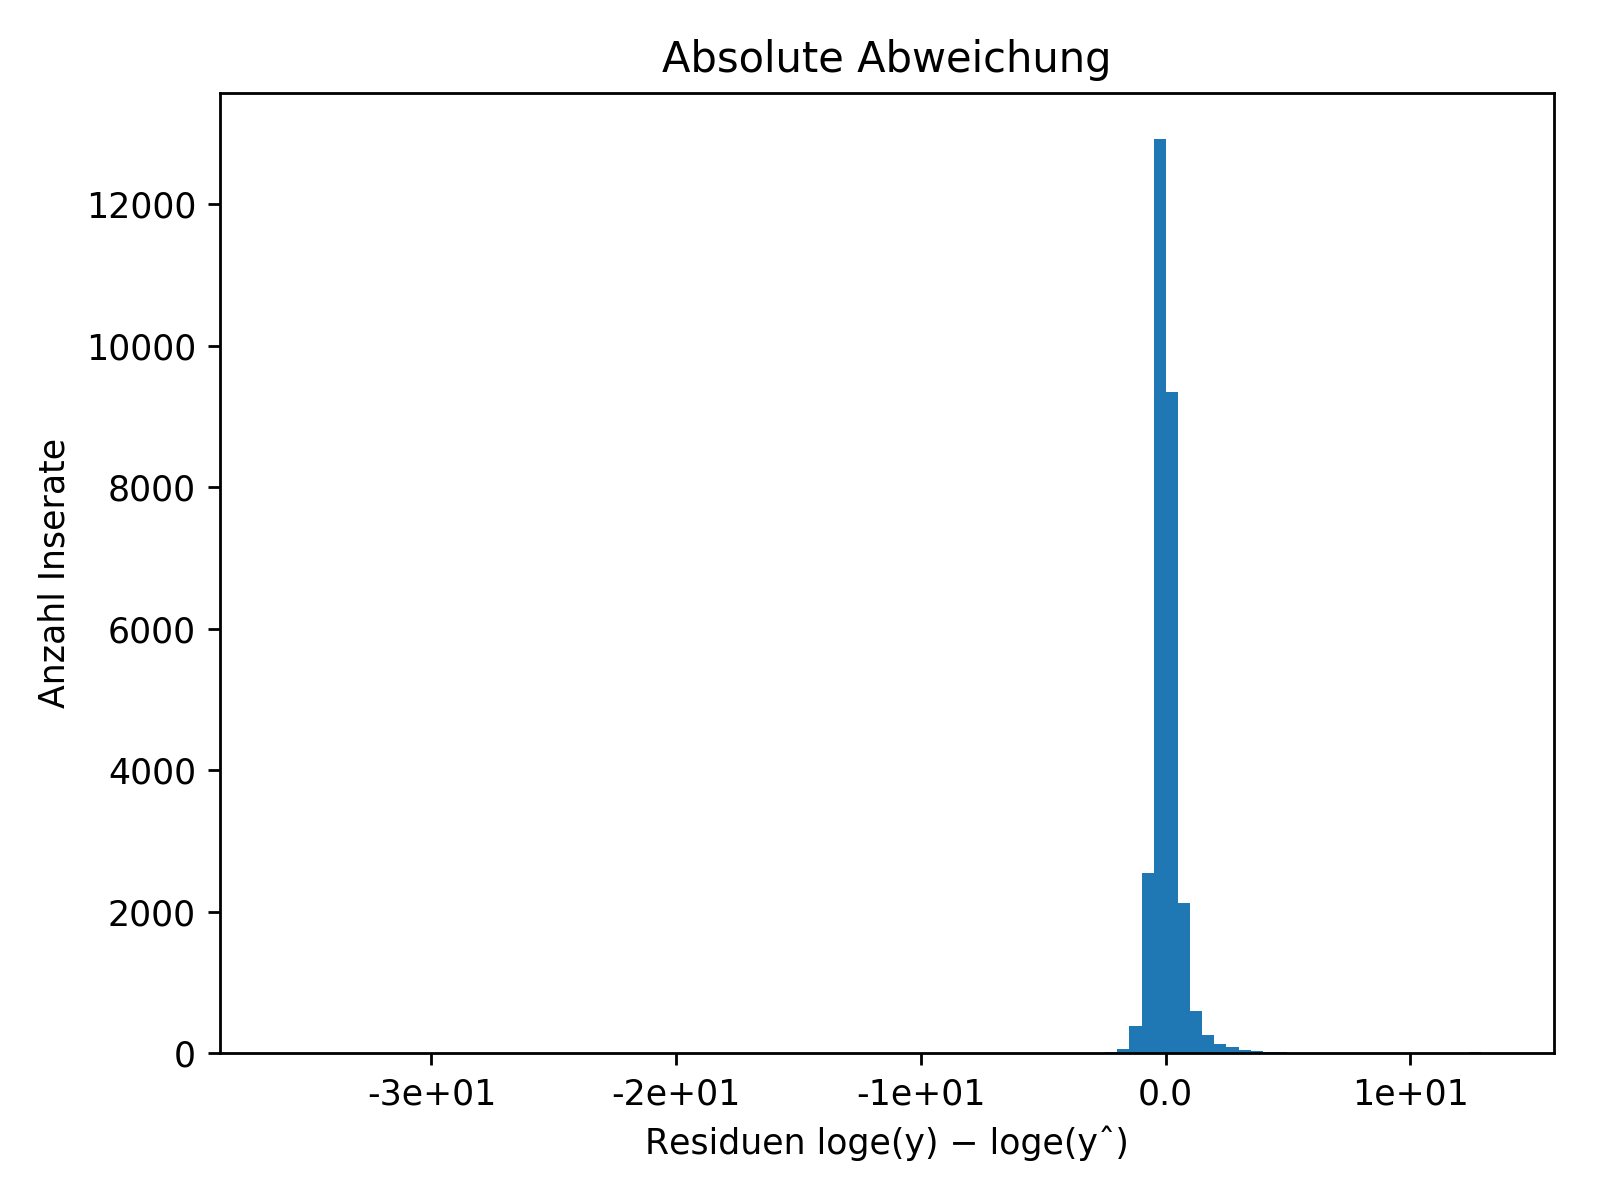 Absolute Abweichung
Anzahl Inserate
12000
10000
8000
6000
4000
2000
0
-3e+01 -2e+01 -1e+01 0.0 1e+01
Residuen loge(y) − loge(yˆ)